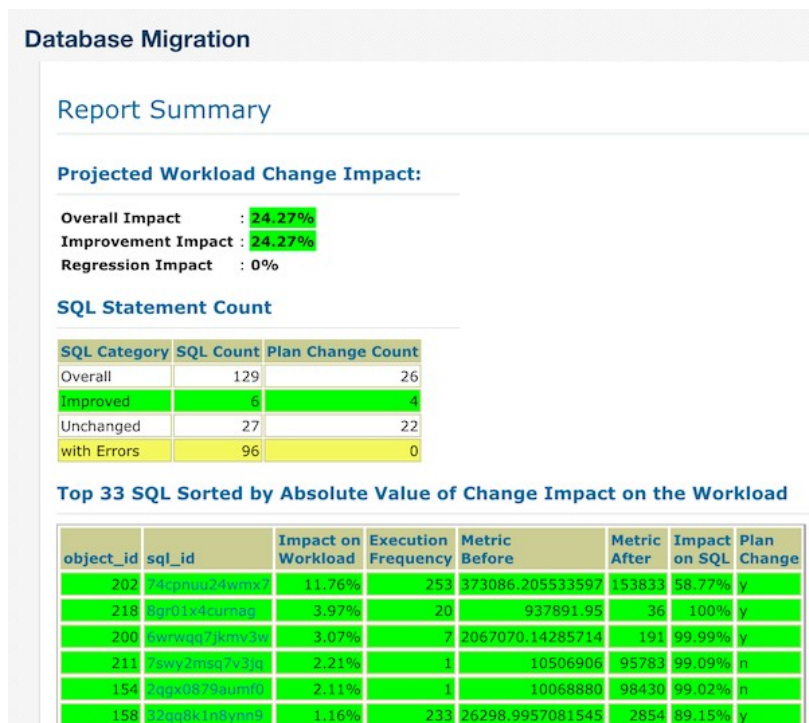 Database Migration
Report Summary
Projected Workload Change Impact:
Overall Impact : 24.27%
Improvement Impact : 24.27%
Regression Impact : 0%
SQL Statement Count
SQL Category SQL Count Plan Change Count
Overall 129 26
Improved 6 4
Unchanged 27 22
with Errors 96 0
Top 33 SQL Sorted by Absolute Value of Change Impact on the Workload
object_id sql_id Impact on Workload Execution Frequency Metric Before Metric After Impact on SQL Plan Change
202 74cpnuu24wmx7 11.76% 253 373086.205533597 153833 58.77% y
218 8gr01x4curnag 3.97% 20 937891.95 36 100% y
200 6wrwqq7jkmv3w 3.07% 7 2067070.14285714 191 99.99% y
211 7swy2msq7v3jq 2.21% 1 10506906 95783 99.09% n
154 2qgx0879aumf0 2.11% 1 10068880 98430 99.02% n
158 32qq8k1n8ynn9 1.16% 233 26298.9957081545 2854 89.15% y